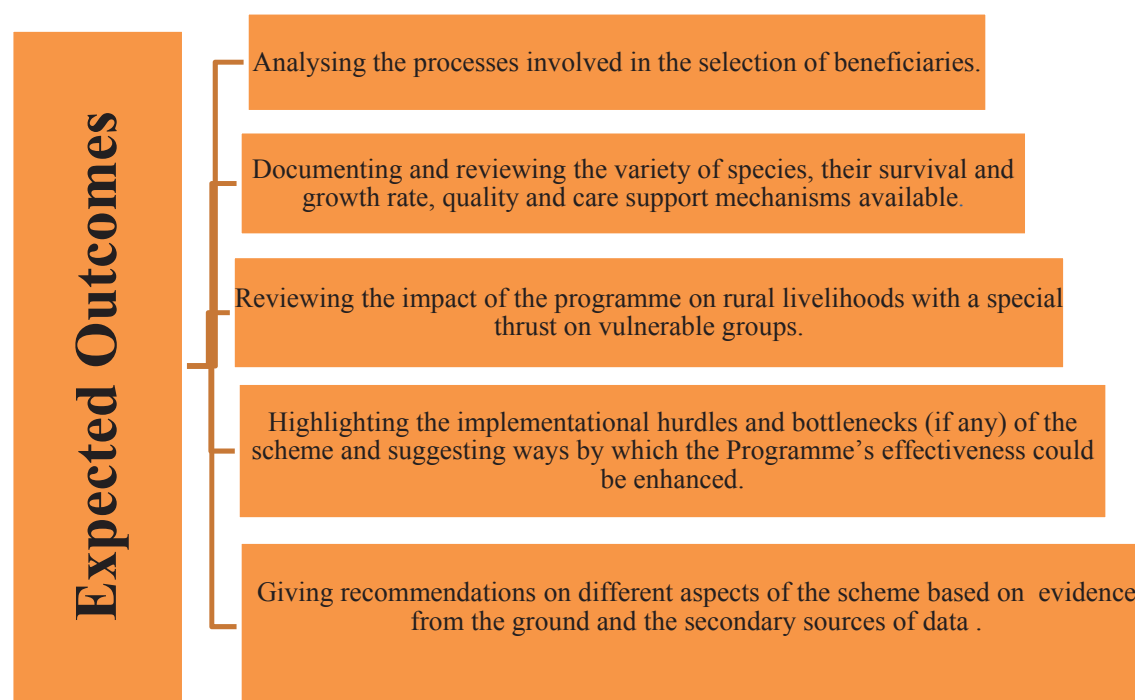 Expected Outcomes
Analysing the processes involved in the selection of beneficiaries.
Documenting and reviewing the variety of species, their survival and
growth rate, quality and care support mechanisms available.
Reviewing the impact of the programme on rural livelihoods with a special
thrust on vulnerable groups.
Highlighting the implementational hurdles and bottlenecks (if any) of the
scheme and suggesting ways by which the Programme’s effectiveness could
be enhanced.
Giving recommendations on different aspects of the scheme based on  evidence
from the ground and the secondary sources of data .